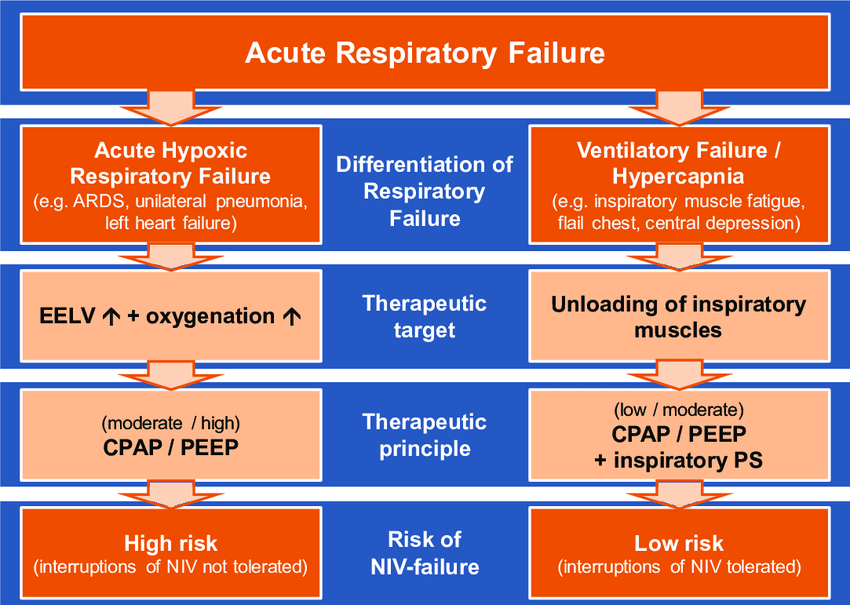 Acute Respiratory Failure
Acute Hypoxic
Respiratory Failure
(e.g. ARDS, unilateral pneumonia,
left heart failure)
Differentiation of
Respiratory
Failure
Ventilatory Failure /
Hypercapnia
(e.g. inspiratory muscle fatigue,
flail chest, central depression)
EELV ↑ + oxygenation ↑
Therapeutic
target
Unloading of inspiratory
muscles
(moderate / high)
CPAP / PEEP
Therapeutic
principle
(low / moderate)
CPAP / PEEP
+ inspiratory PS
High risk
(interruptions of NIV not tolerated)
Risk of
NIV-failure
Low risk
(interruptions of NIV tolerated)